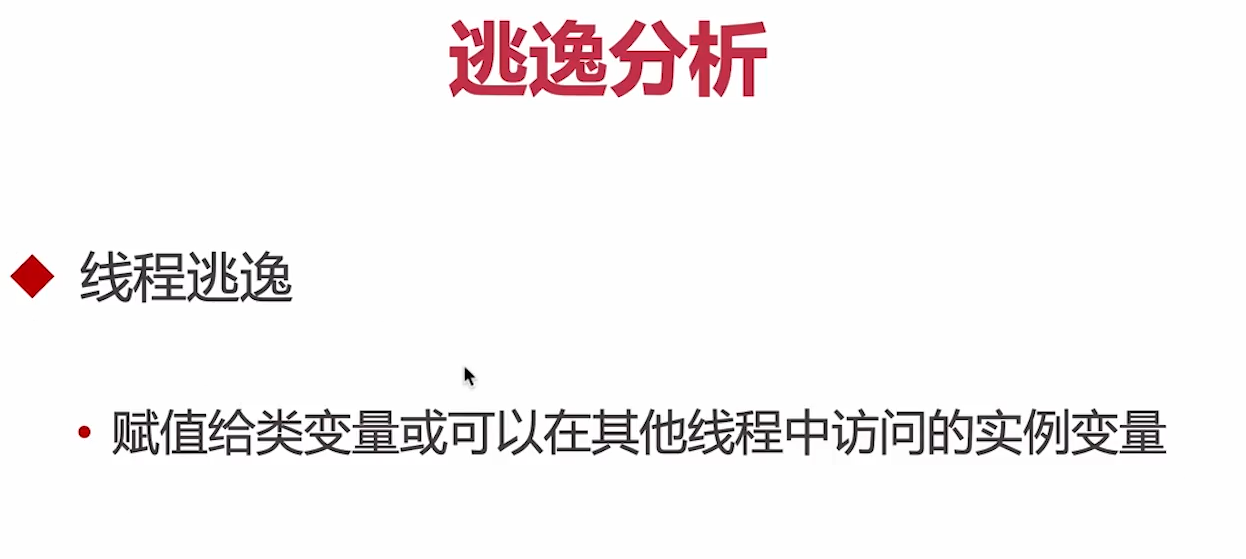 逃逸分析
线程逃逸
赋值给类变量或可以在其他线程中访问的实例变量